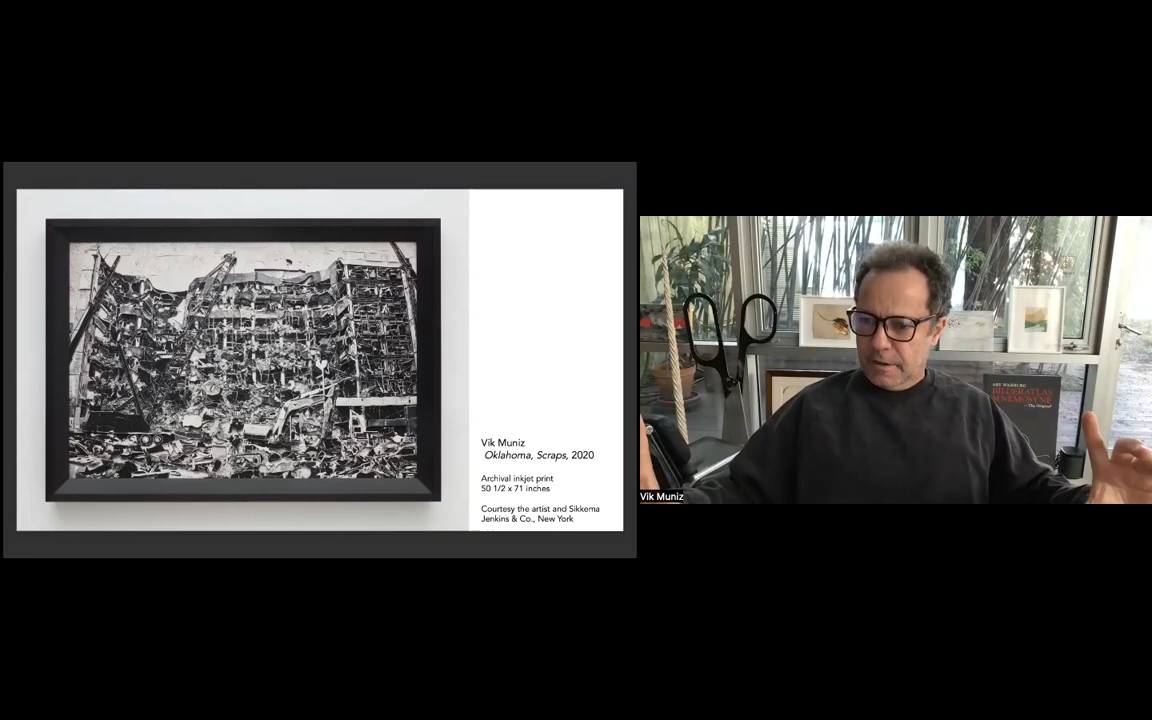 Vik Muniz
Oklahoma, Scraps, 2020
Archival inkjet print
50 1/2 x 71 inches
Courtesy the artist and Sikkema
Jenkins & Co., New York
ABY WARBURG
BILDERATLAS
MNEMOSYNE
– The Original
Vik Muniz